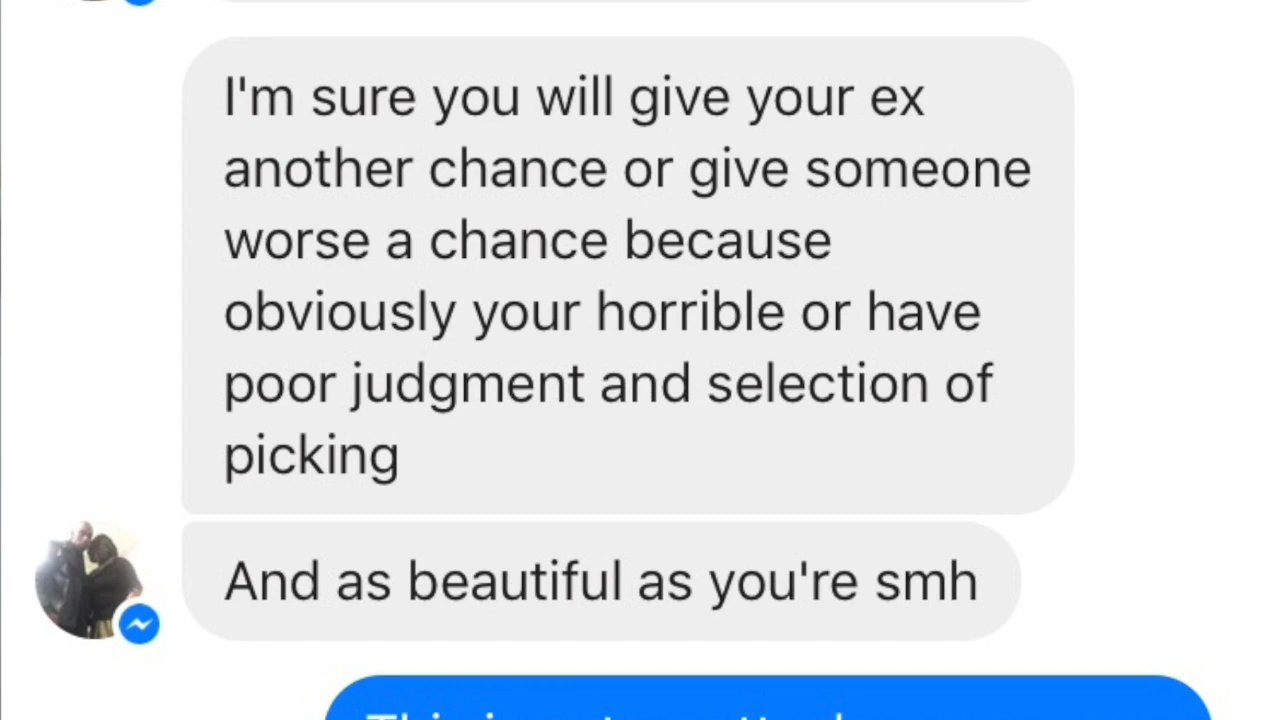 I'm sure you will give your ex
another chance or give someone
worse a chance because
obviously your horrible or have
poor judgment and selection of
picking
And as beautiful as you're smh